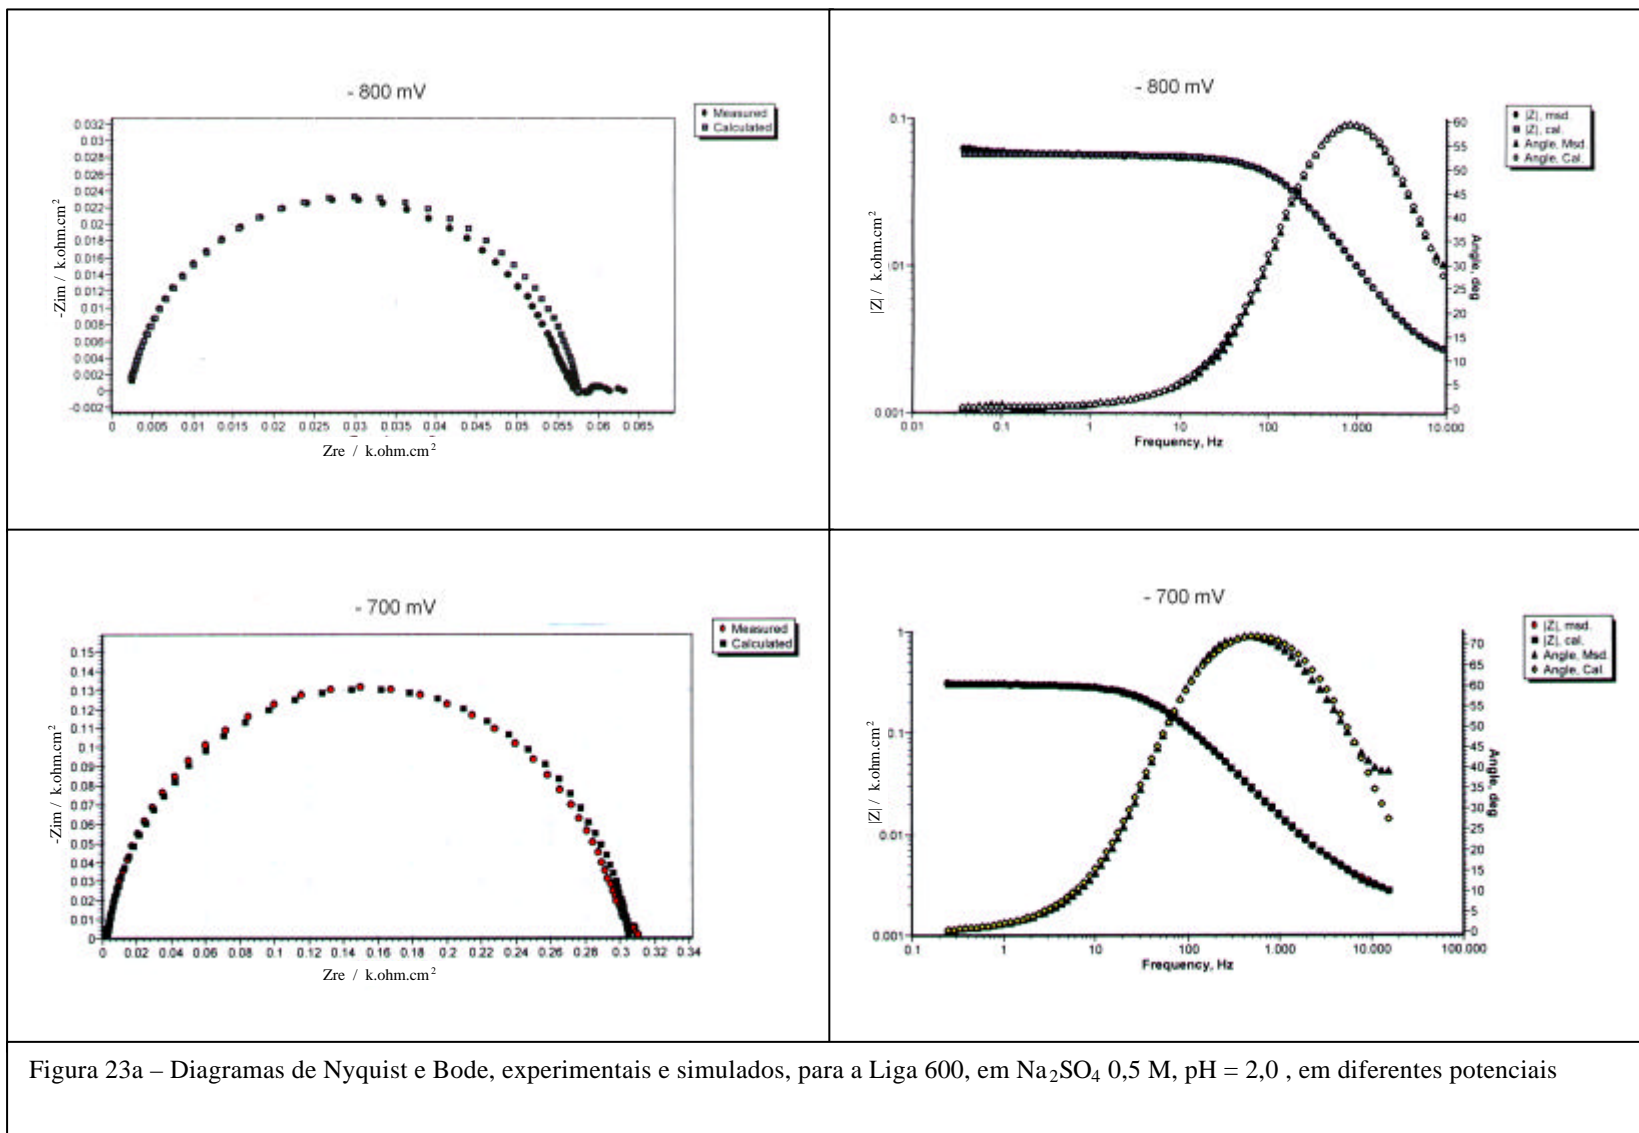 - 800 mV
Measured
Calculated
-Zim / k.ohm.cm²
0.032
0.03
0.028
0.026
0.024
0.022
0.02
0.018
0.016
0.014
0.012
0.01
0.008
0.006
0.004
0.002
0
-0.002
0 0.005 0.01 0.015 0.02 0.025 0.03 0.035 0.04 0.045 0.05 0.055 0.06 0.065
Zre / k.ohm.cm²
- 800 mV
|Z|, msd.
|Z|, cal.
Angle, Msd.
Angle, Cal.
|Z| / k.ohm.cm²
0.1
0.01
0.001
60
55
50
45
40
35
30
25
20
15
10
5
0
Angle, deg
0.01 0.1 1 10 100 1.000 10.000
Frequency, Hz
- 700 mV
Measured
Calculated
-Zim / k.ohm.cm²
0.15
0.14
0.13
0.12
0.11
0.1
0.09
0.08
0.07
0.06
0.05
0.04
0.03
0.02
0.01
0
0 0.02 0.04 0.06 0.08 0.1 0.12 0.14 0.16 0.18 0.2 0.22 0.24 0.26 0.28 0.3 0.32 0.34
Zre / k.ohm.cm²
- 700 mV
|Z|, msd.
|Z|, cal.
Angle, Msd.
Angle, Cal.
|Z| / k.ohm.cm²
1
0.1
0.01
0.001
70
65
60
55
50
45
40
35
30
25
20
15
10
5
0
Angle, deg
0.1 1 10 100 1.000 10.000 100.000
Frequency, Hz
Figura 23a – Diagramas de Nyquist e Bode, experimentais e simulados, para a Liga 600, em Na₂SO₄ 0,5 M, pH = 2,0 , em diferentes potenciais